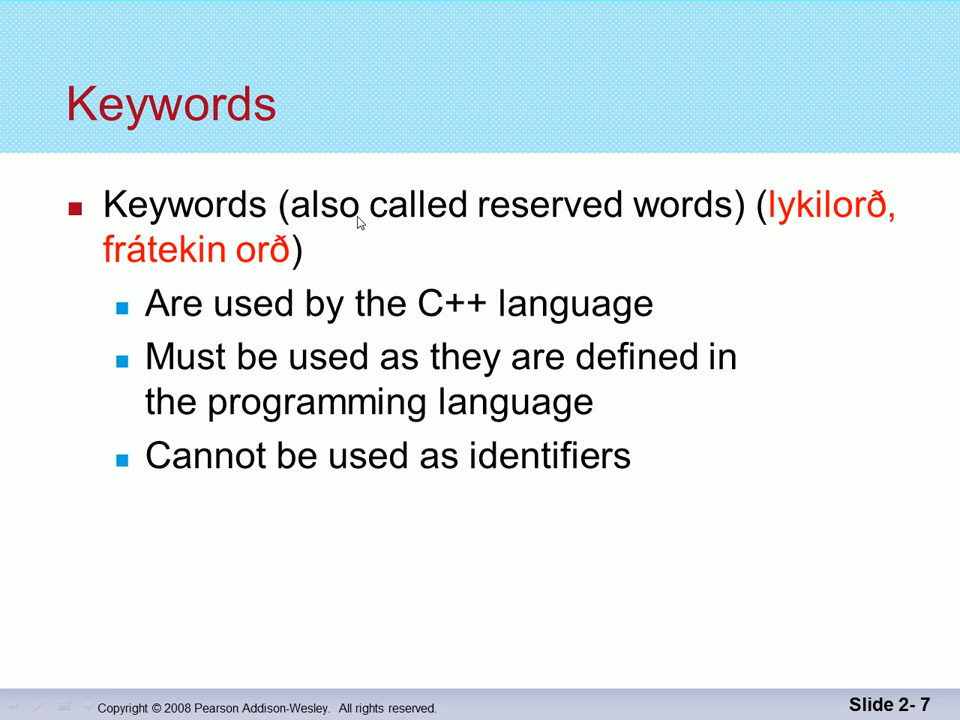 Keywords
Keywords (also called reserved words) (lykilorð,
frátekin orð)
Are used by the C++ language
Must be used as they are defined in
the programming language
Cannot be used as identifiers
Copyright © 2008 Pearson Addison-Wesley. All rights reserved.
Slide 2- 7